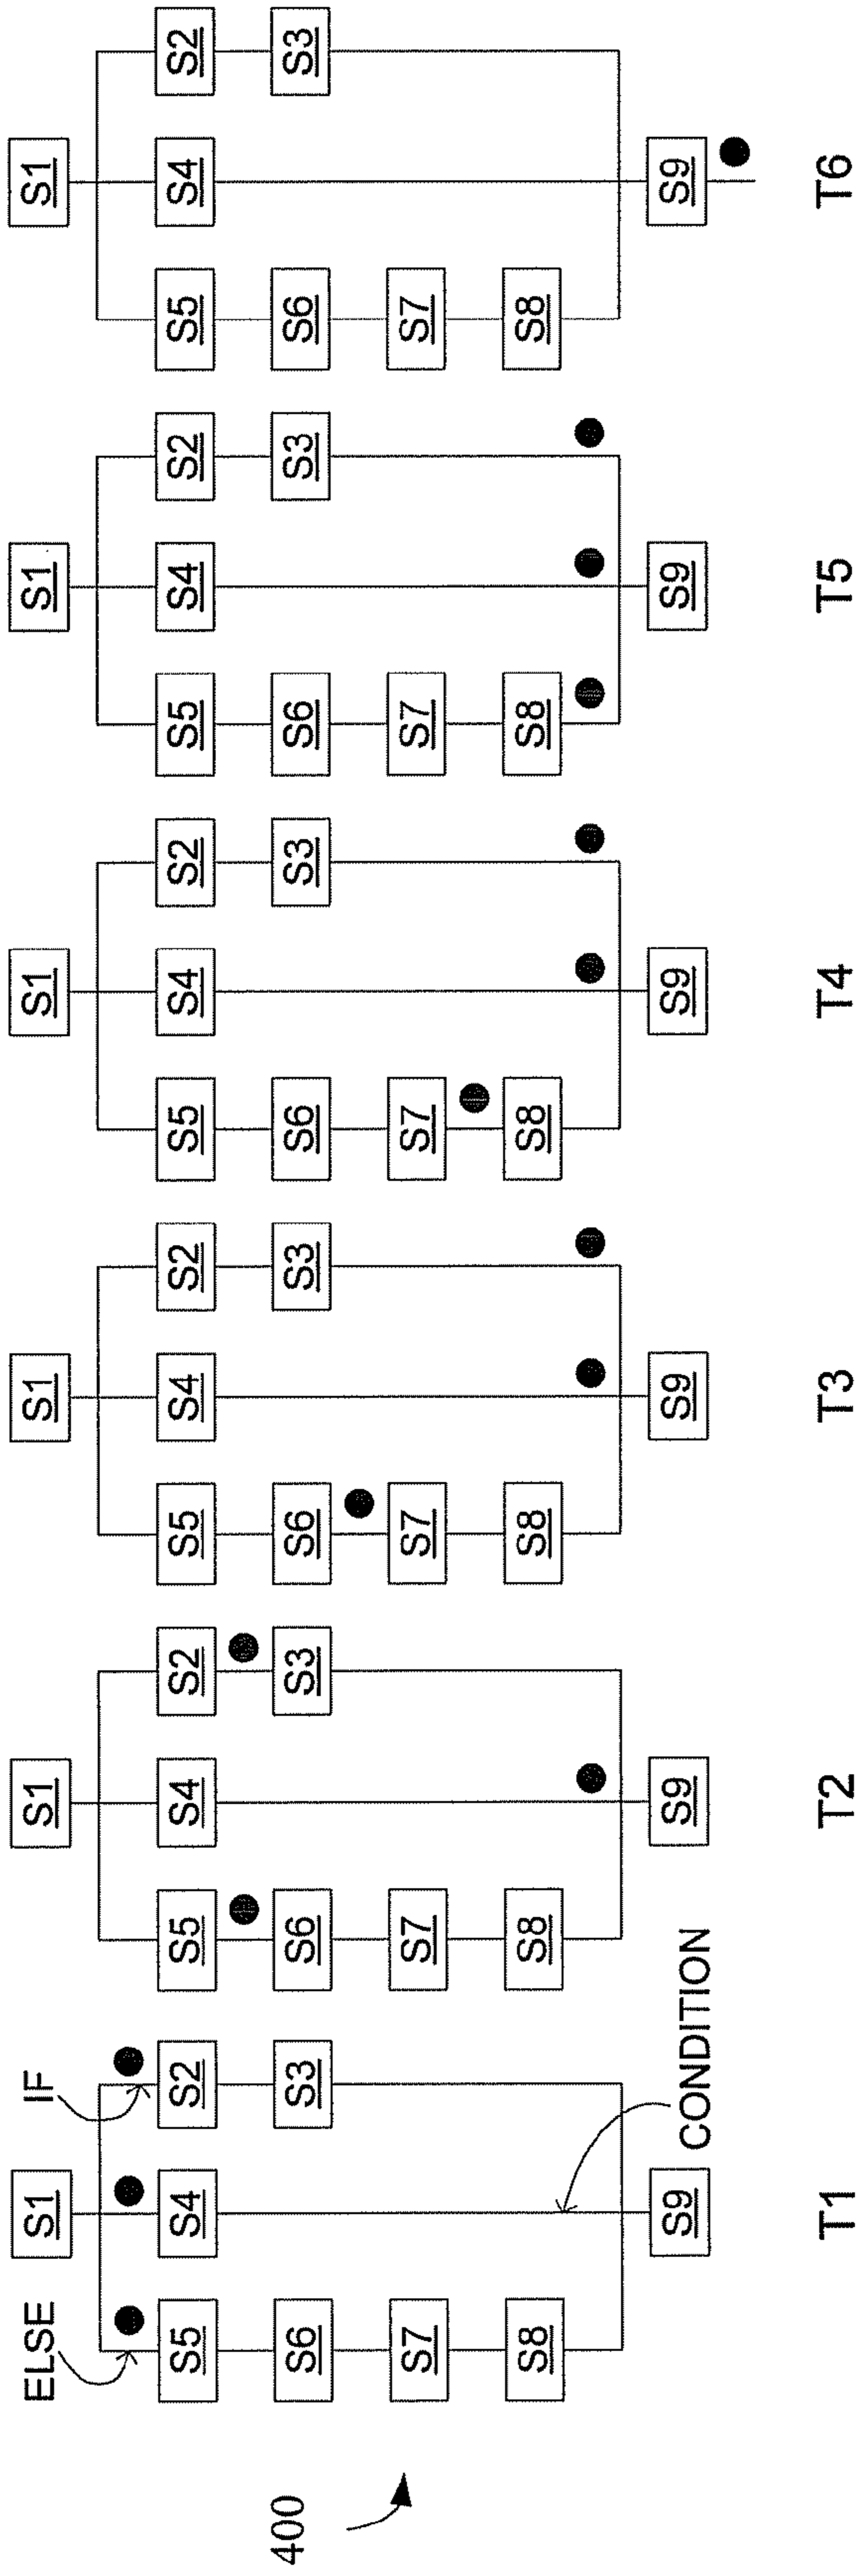 ELSE S1 IF S1 S1 S1 S1 S1
S5 S4 S2 S5 S4 S2 S5 S4 S2 S5 S4 S2 S5 S4 S2 S5 S4 S2
400 S6 S3 S6 S3 S6 S3 S6 S3 S6 S3 S6 S3
S7 S7 S7 S7 S7 S7
S8 S8 S8 S8 S8 S8
S9 CONDITION S9 S9 S9 S9 S9
T1 T2 T3 T4 T5 T6